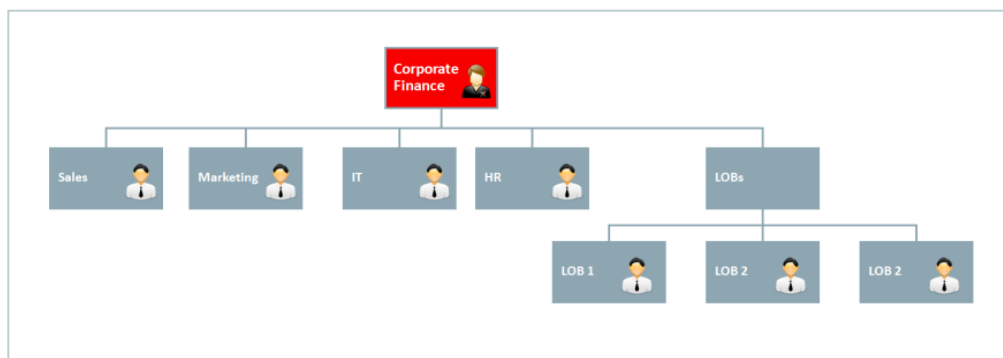 Corporate
Finance
Sales
Marketing
IT
HR
LOBs
LOB 1
LOB 2
LOB 2